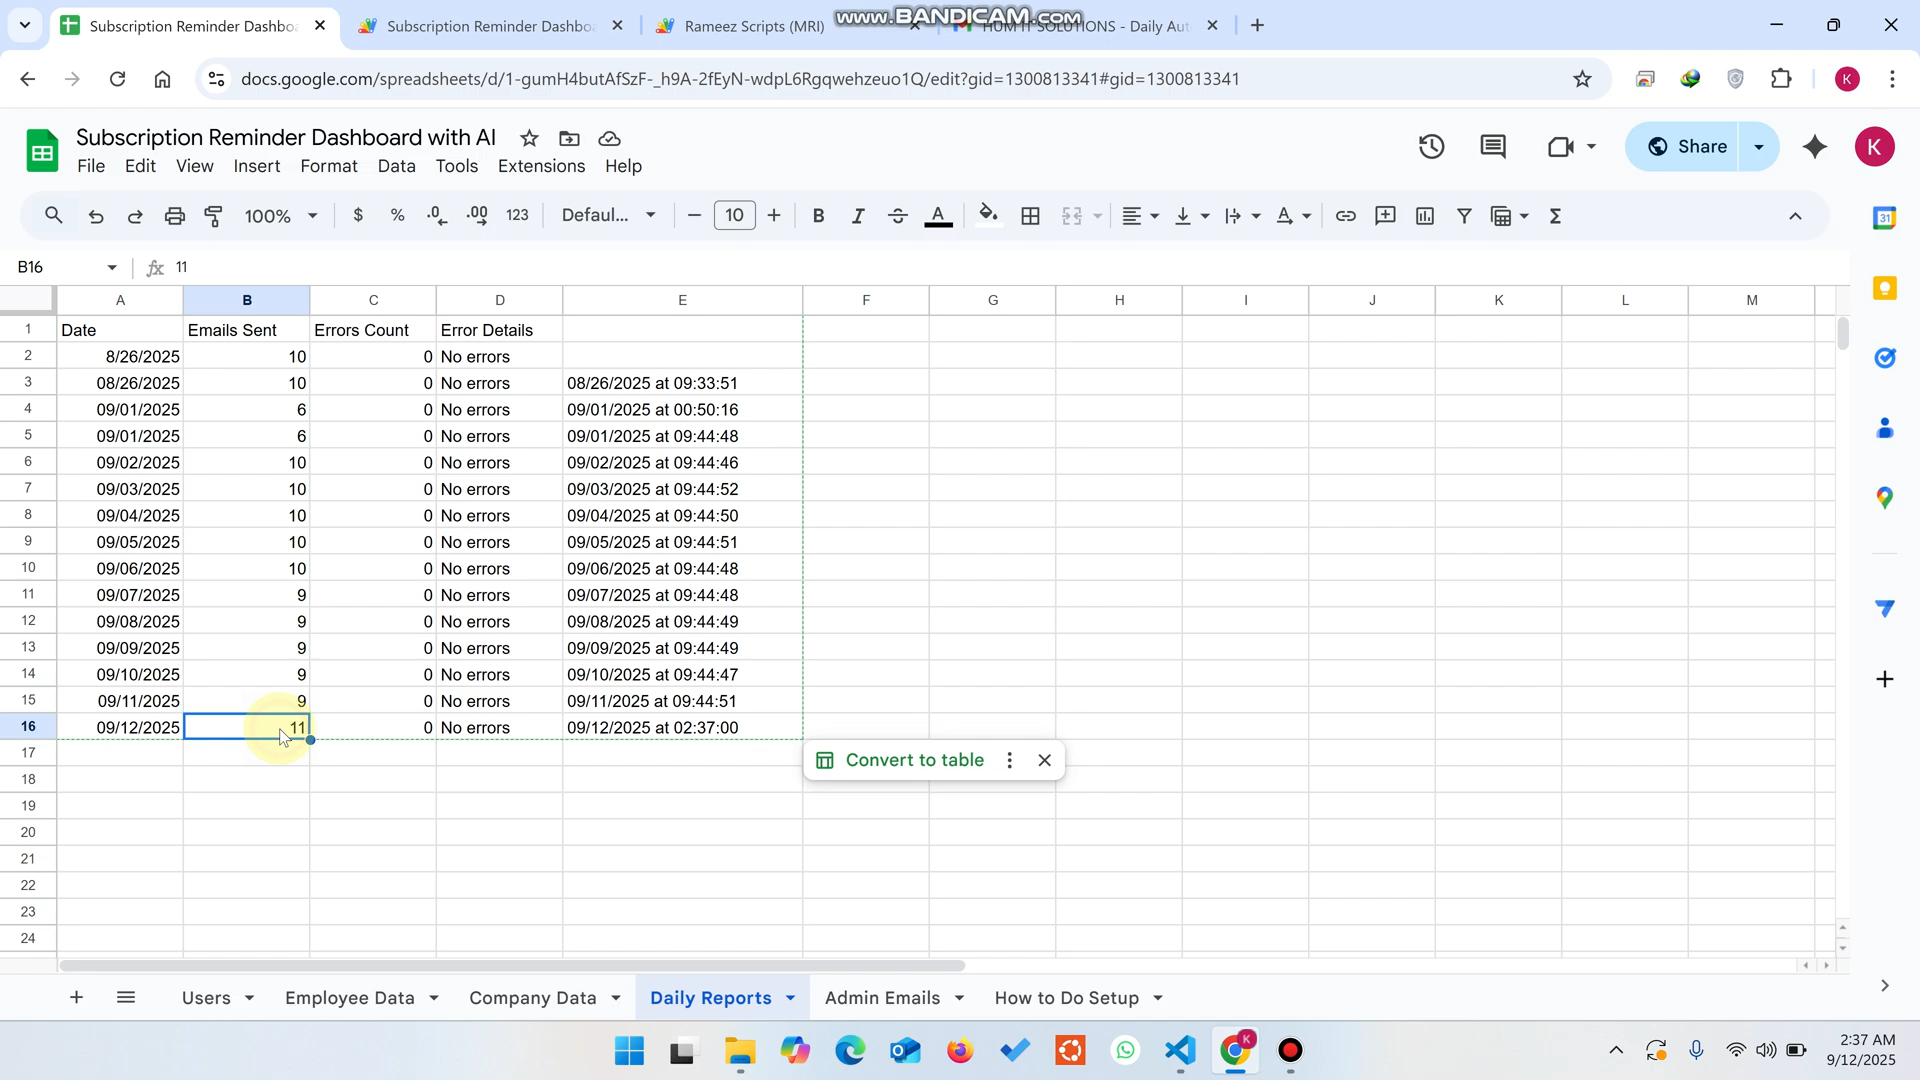 Subscription Reminder Dashboa
Subscription Reminder Dashboa
Rameez Scripts (MRI)
www.BANDICAM.com
HUM IT SOLUTIONS - Daily Aut
docs.google.com/spreadsheets/d/1-gumH4butAfSzF-_h9A-2fEyN-wdpL6Rgqwehzeuo1Q/edit?gid=1300813341#gid=1300813341
K
Subscription Reminder Dashboard with AI
File Edit View Insert Format Data Tools Extensions Help
Share
K
100% $ % .0 .00 123 Defaul... 10 B I A
31
B16 fx 11
A B C D E F G H I J K L M
1 Date Emails Sent Errors Count Error Details
2 8/26/2025 10 0 No errors
3 08/26/2025 10 0 No errors 08/26/2025 at 09:33:51
4 09/01/2025 6 0 No errors 09/01/2025 at 00:50:16
5 09/01/2025 6 0 No errors 09/01/2025 at 09:44:48
6 09/02/2025 10 0 No errors 09/02/2025 at 09:44:46
7 09/03/2025 10 0 No errors 09/03/2025 at 09:44:52
8 09/04/2025 10 0 No errors 09/04/2025 at 09:44:50
9 09/05/2025 10 0 No errors 09/05/2025 at 09:44:51
10 09/06/2025 10 0 No errors 09/06/2025 at 09:44:48
11 09/07/2025 9 0 No errors 09/07/2025 at 09:44:48
12 09/08/2025 9 0 No errors 09/08/2025 at 09:44:49
13 09/09/2025 9 0 No errors 09/09/2025 at 09:44:49
14 09/10/2025 9 0 No errors 09/10/2025 at 09:44:47
15 09/11/2025 9 0 No errors 09/11/2025 at 09:44:51
16 09/12/2025 11 0 No errors 09/12/2025 at 02:37:00
17
Convert to table
18
19
20
21
22
23
24
Users Employee Data Company Data Daily Reports Admin Emails How to Do Setup
K
2:37 AM
9/12/2025